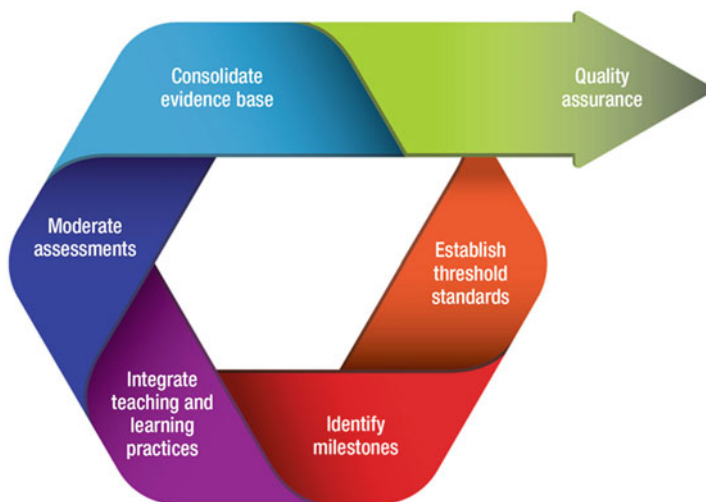 Consolidate
evidence base
Quality
assurance
Moderate
assessments
Establish
threshold
standards
Integrate
teaching and
learning
practices
Identify
milestones